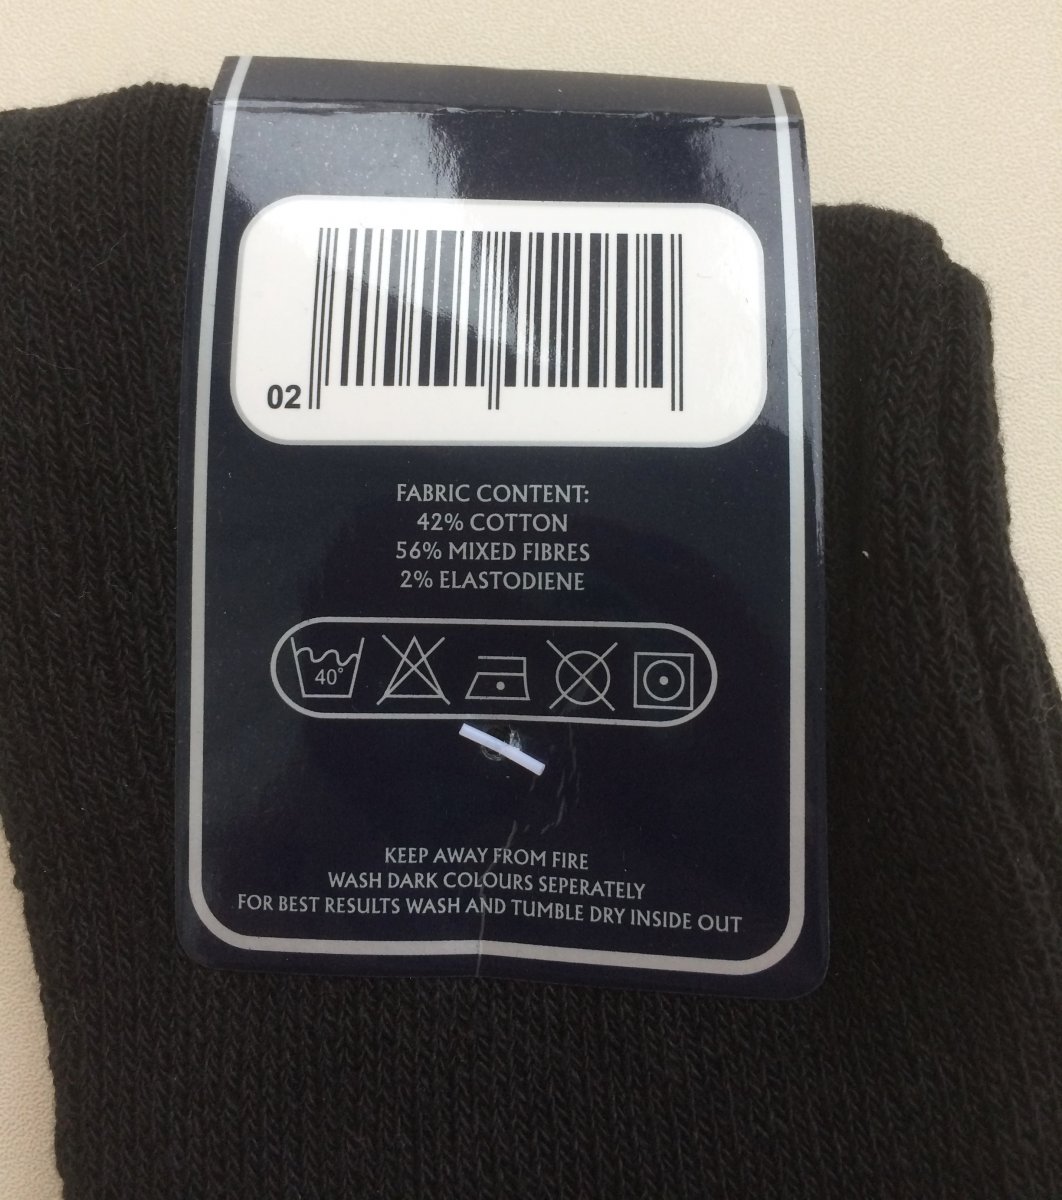 02
FABRIC CONTENT:
42% COTTON
56% MIXED FIBRES
2% ELASTODIENE
40°
KEEP AWAY FROM FIRE
WASH DARK COLOURS SEPERATELY
FOR BEST RESULTS WASH AND TUMBLE DRY INSIDE OUT